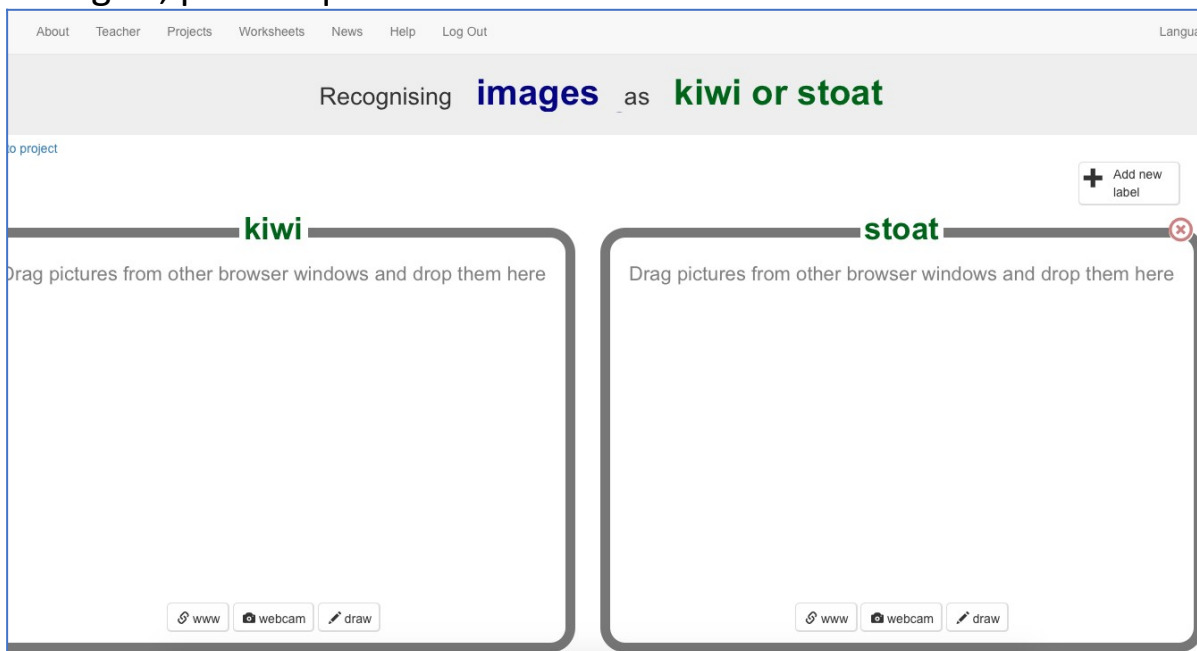 About Teacher Projects Worksheets News Help Log Out
Recognising images as kiwi or stoat
to project
Add new
label
kiwi stoat
Drag pictures from other browser windows and drop them here
Drag pictures from other browser windows and drop them here
www webcam draw
www webcam draw